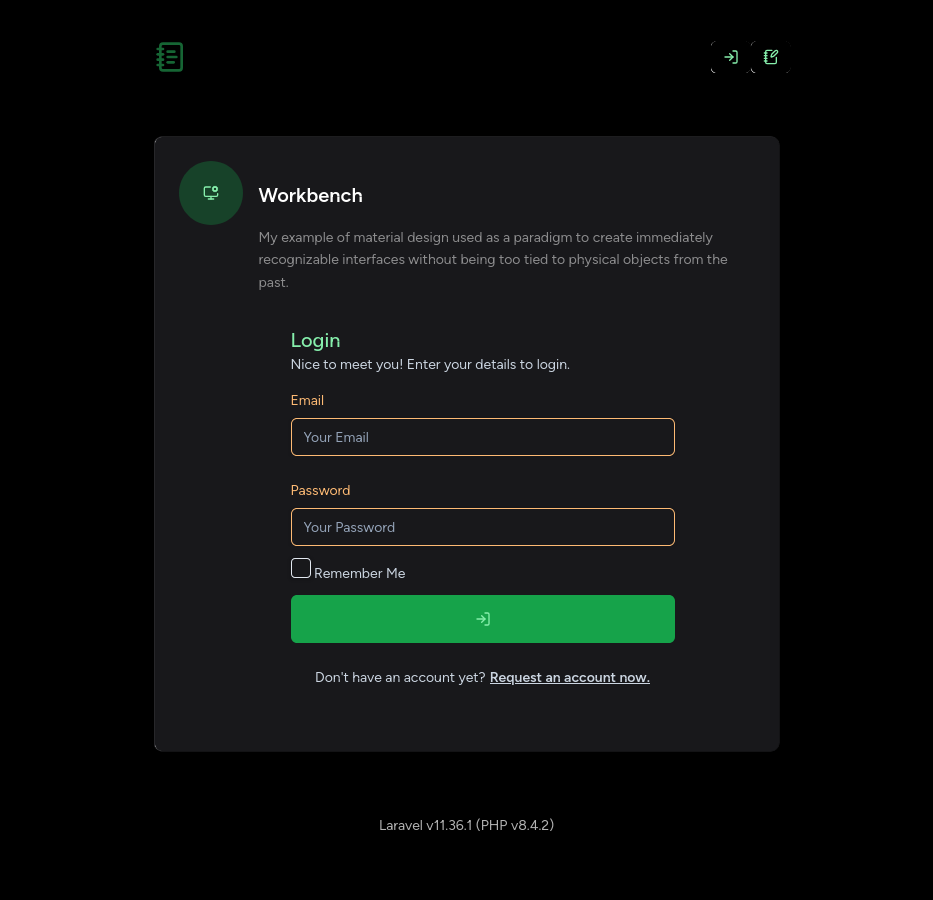 Workbench
My example of material design used as a paradigm to create immediately
recognizable interfaces without being too tied to physical objects from the
past.
Login
Nice to meet you! Enter your details to login.
Email
Your Email
Password
Your Password
Remember Me
Don't have an account yet? Request an account now.
Laravel v11.36.1 (PHP v8.4.2)